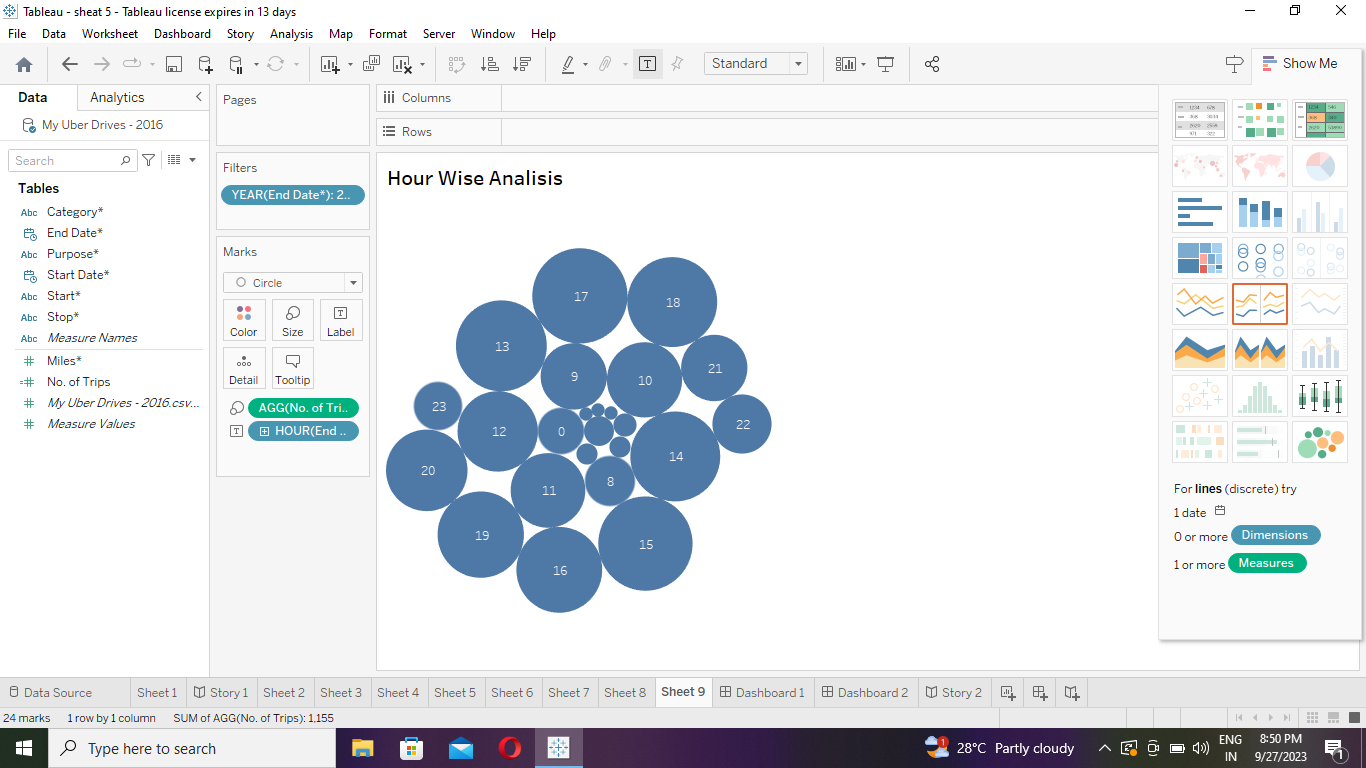 Tableau - sheat 5 - Tableau license expires in 13 days
File Data Worksheet Dashboard Story Analysis Map Format Server Window Help
Standard
Show Me
Data Analytics
My Uber Drives - 2016
Search
Tables
Abc Category*
End Date*
Abc Purpose*
Start Date*
Abc Start*
Abc Stop*
Abc Measure Names
Miles*
No. of Trips
My Uber Drives - 2016.csv...
Measure Values
Pages
Filters
YEAR(End Date*): 2..
Marks
Circle
Color Size Label
Detail Tooltip
AGG(No. of Tri..
HOUR(End ..
Columns
Rows
Hour Wise Analisis
17
18
13
9
10
21
23
12
0
22
20
14
11
8
19
15
16
For lines (discrete) try
1 date
0 or more Dimensions
1 or more Measures
Data Source Sheet 1 Story 1 Sheet 2 Sheet 3 Sheet 4 Sheet 5 Sheet 6 Sheet 7 Sheet 8 Sheet 9 Dashboard 1 Dashboard 2 Story 2
24 marks 1 row by 1 column SUM of AGG(No. of Trips): 1,155
Type here to search
1
28°C Partly cloudy
ENG
IN
8:50 PM
9/27/2023
1